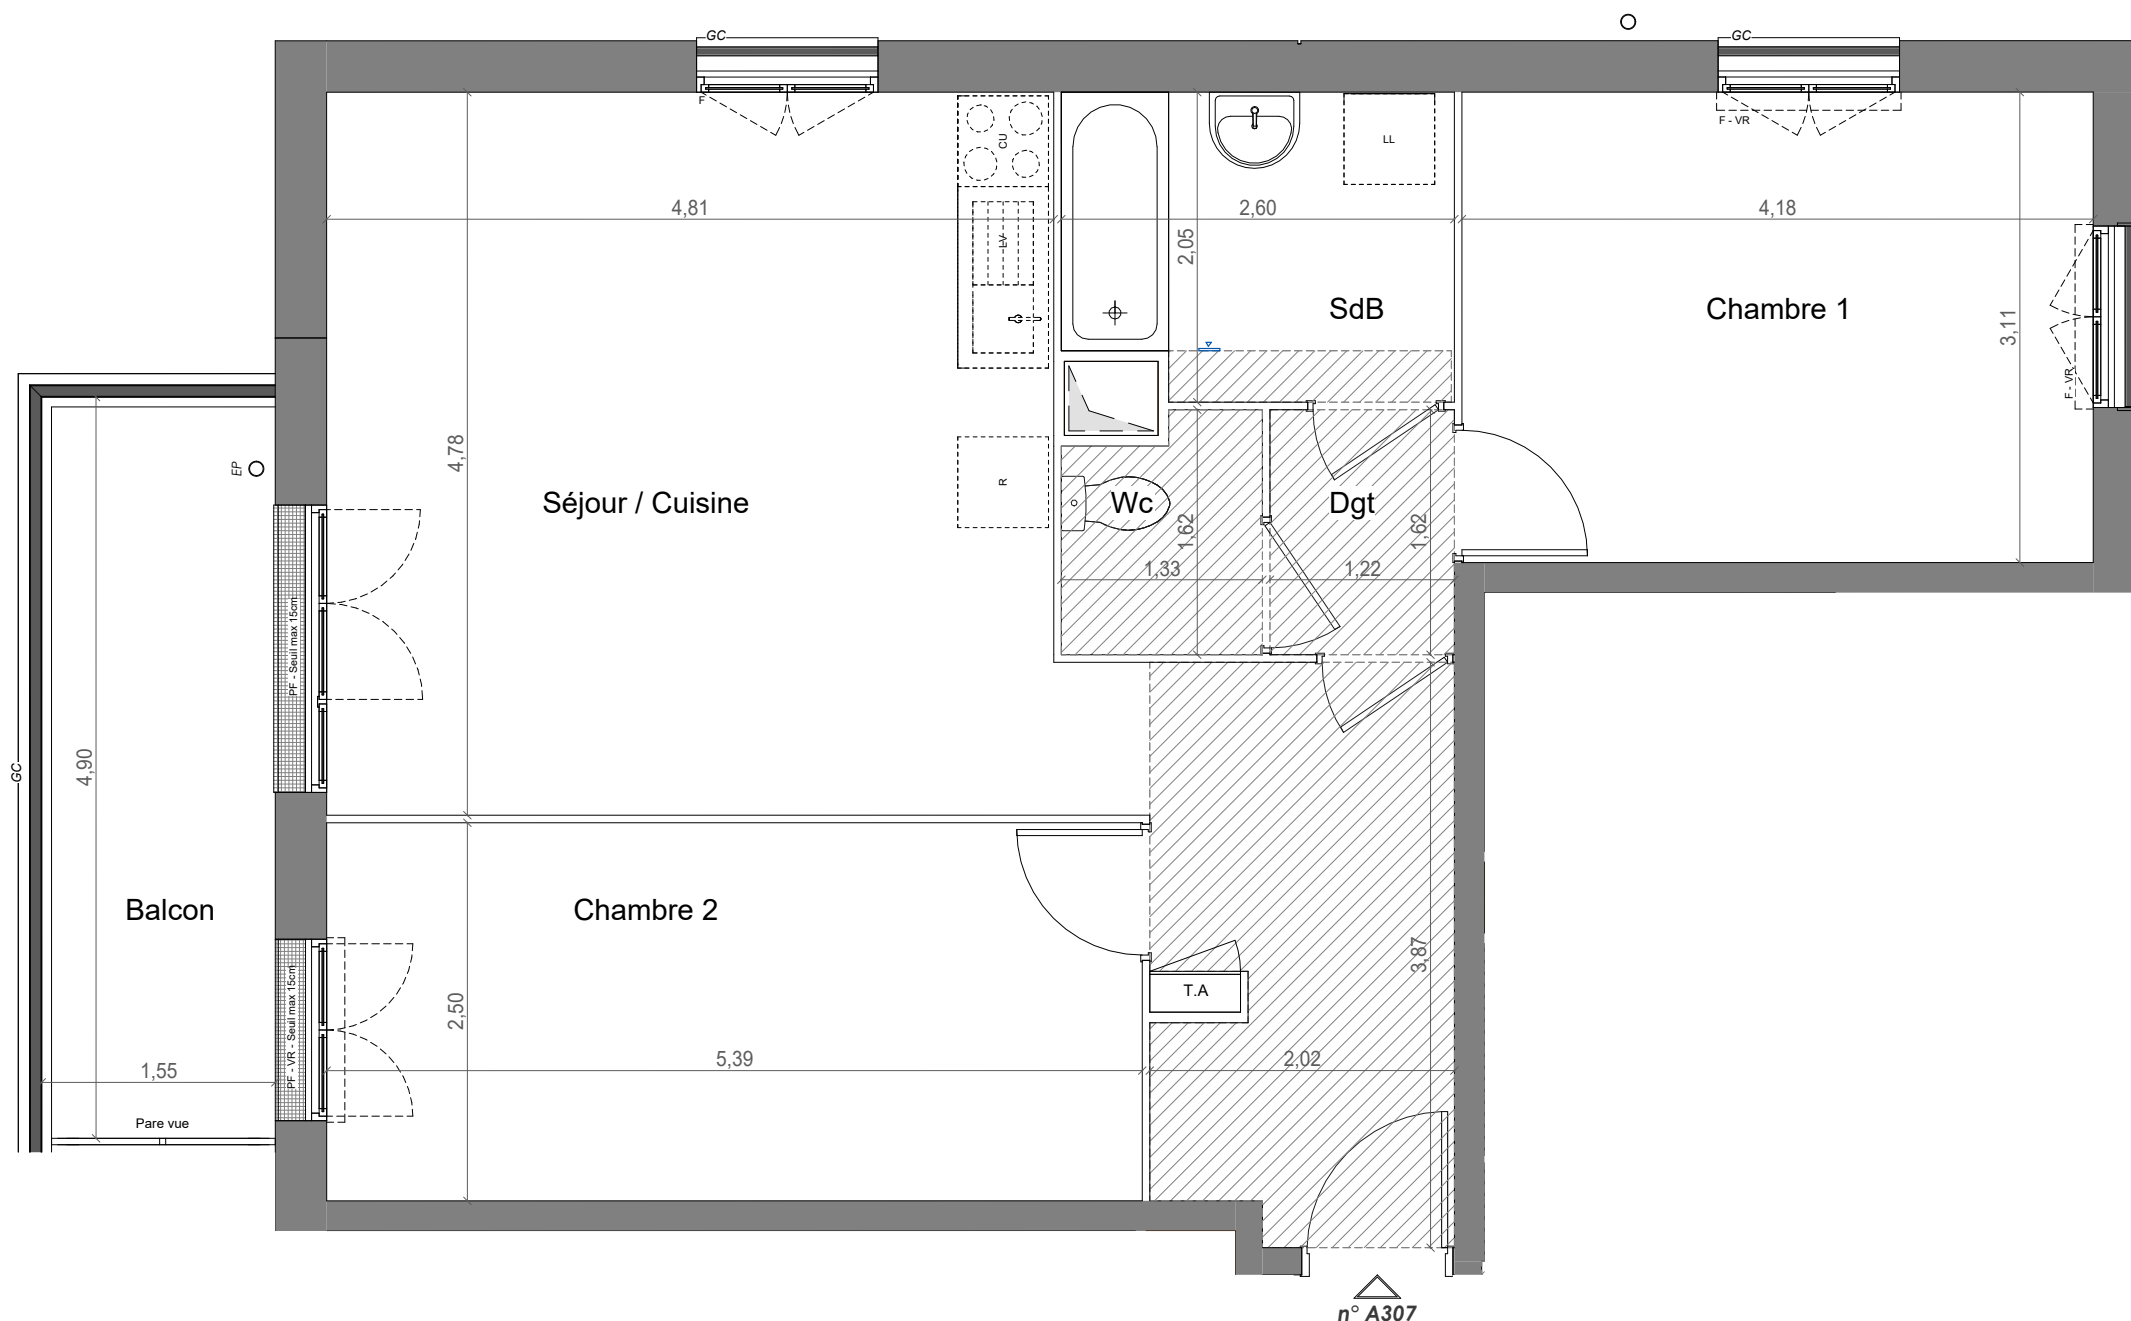 GC
GC
F
F - VR
CU
LL
4,81
2,60
4,18
2,05
LV
SdB
Chambre 1
3,11
F - VR
4,78
EP
Séjour / Cuisine
R
Wc
Dgt
1,62
1,62
1,33
1,22
PF - Seuil max 15cm
GC
4,90
Balcon
Chambre 2
3,87
T.A
2,50
PF - VR - Seuil max 15cm
5,39
2,02
1,55
Pare vue
n° A307